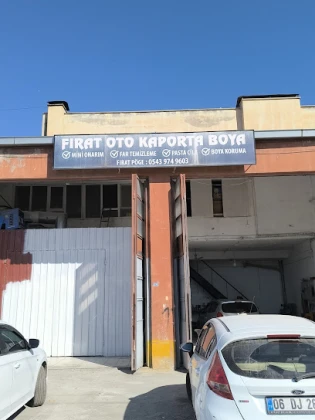 FIRAT OTO KAPORTA BOYA
MİNİ ONARIM FAR TEMİZLEME PASTA CİLA BOYA KORUMA
FIRAT PÖGE : 0543 974 9603
06 DJ